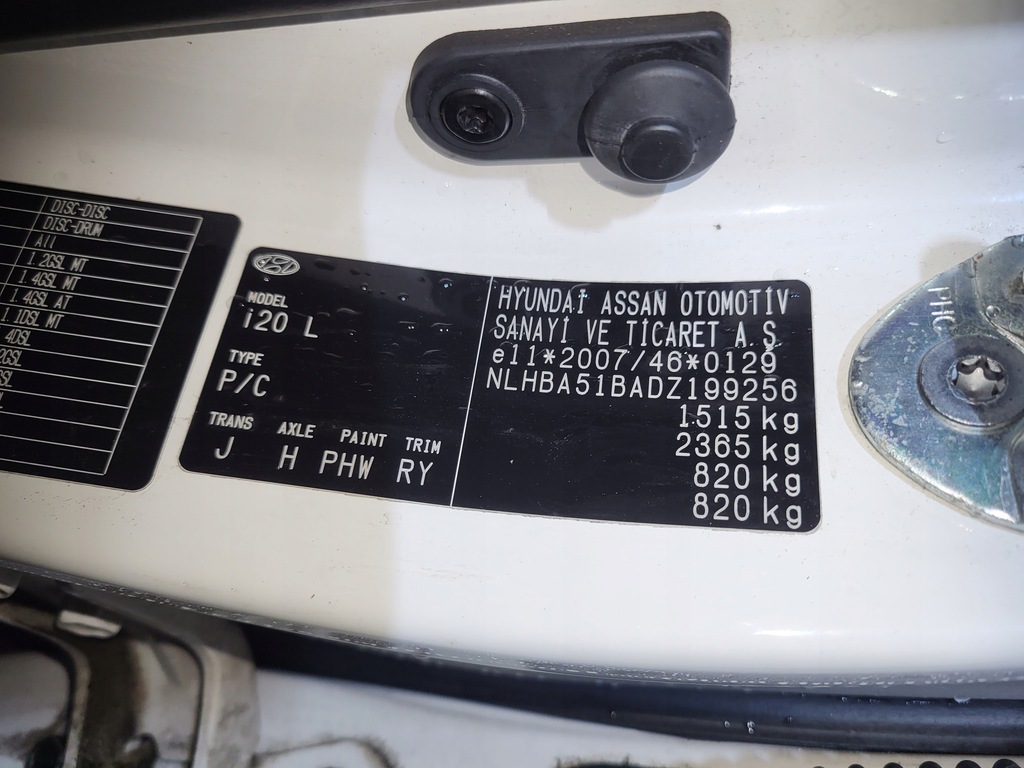 DISC-DISC
DISC-DRUM
All
1.2GSL MT
1.4GSL MT
1.4GSL AT
1.1DSL MT
4DSL
MODEL
i20 L
TYPE
P/C
TRANS AXLE PAINT TRIM
J H PHW RY
HYUNDAİ ASSAN OTOMOTİV
SANAYİ VE TİCARET A.Ş
e11*2007/46*0129
NLHBA51BADZ199256
1515 kg
2365 kg
820 kg
820 kg
PHC